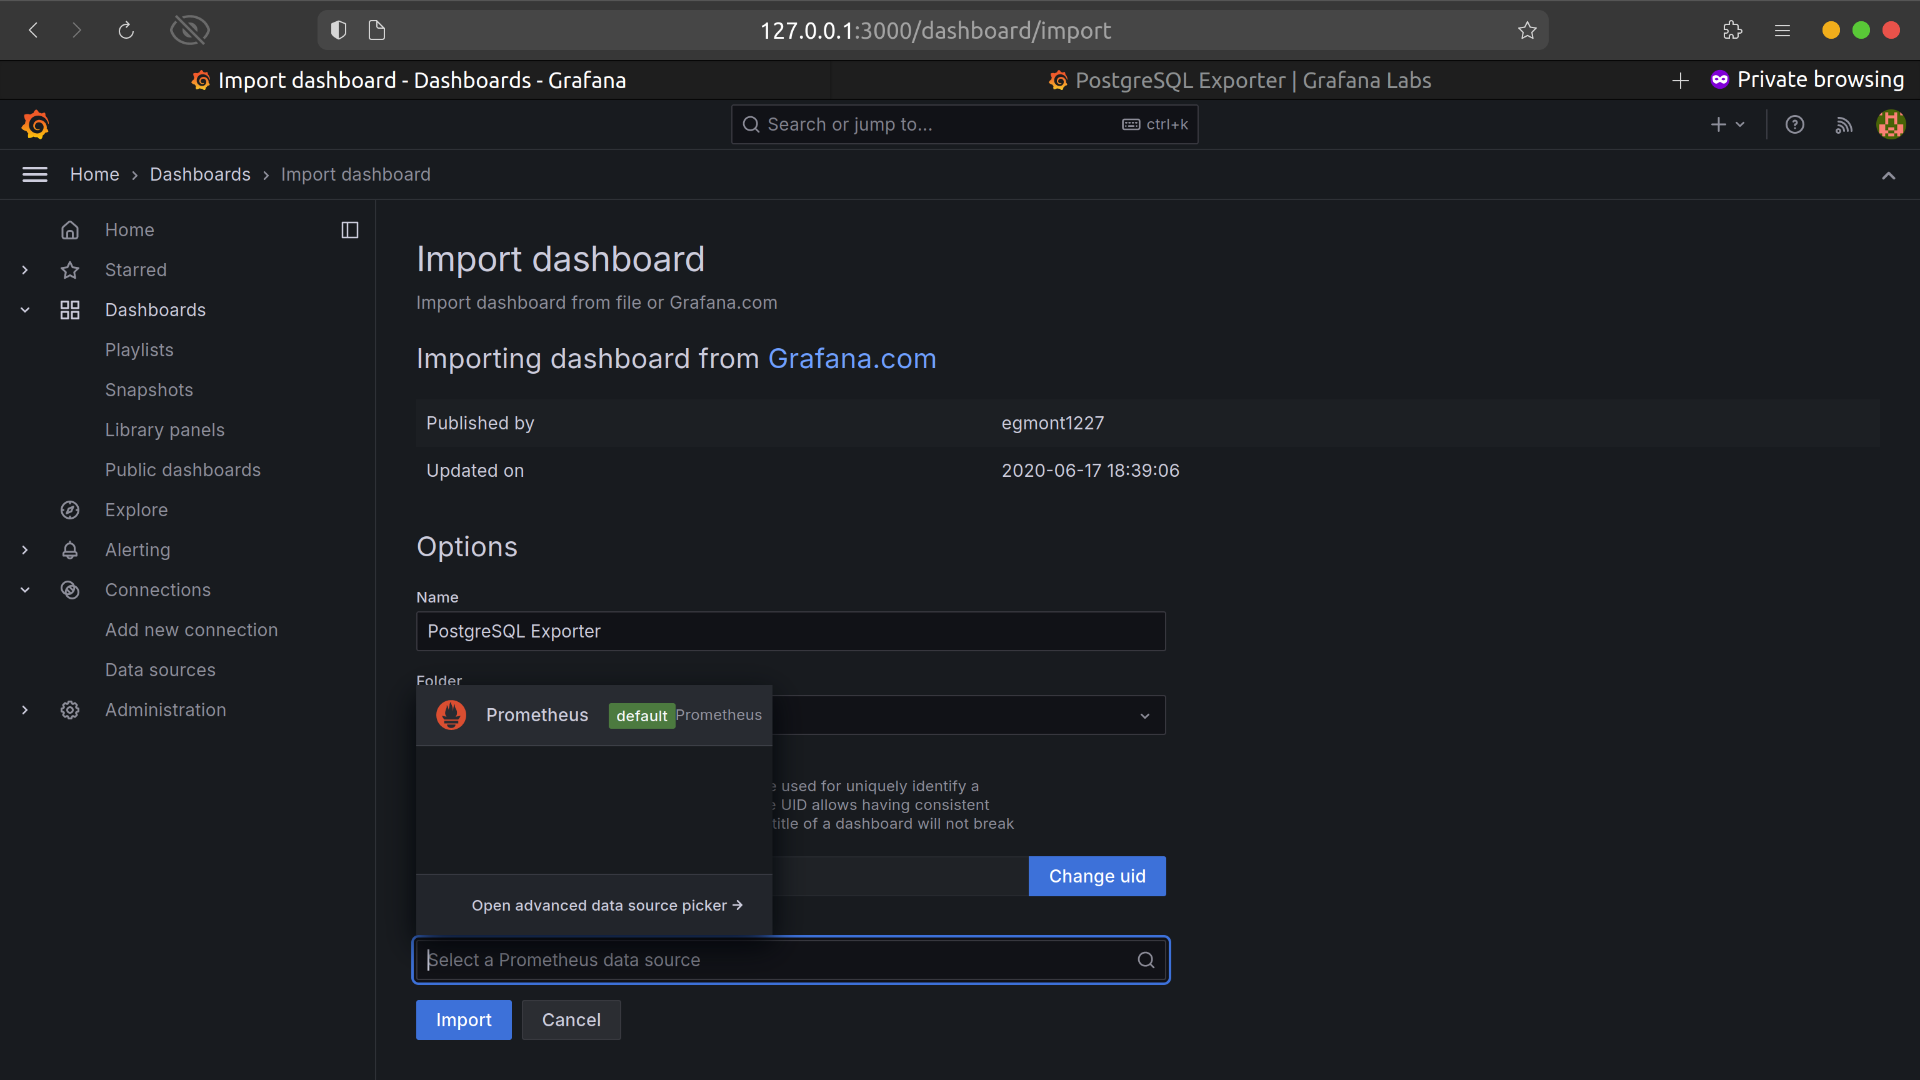 127.0.0.1:3000/dashboard/import
Import dashboard - Dashboards - Grafana
PostgreSQL Exporter | Grafana Labs
Private browsing
Search or jump to...
ctrl+k
Home
Dashboards
Import dashboard
Home
Starred
Dashboards
Playlists
Snapshots
Library panels
Public dashboards
Explore
Alerting
Connections
Add new connection
Data sources
Administration
Import dashboard
Import dashboard from file or Grafana.com
Importing dashboard from Grafana.com
Published by egmont1227
Updated on 2020-06-17 18:39:06
Options
Name
PostgreSQL Exporter
Folder
Prometheus default Prometheus
used for uniquely identify a
UID allows having consistent
title of a dashboard will not break
Change uid
Open advanced data source picker →
Select a Prometheus data source
Import Cancel